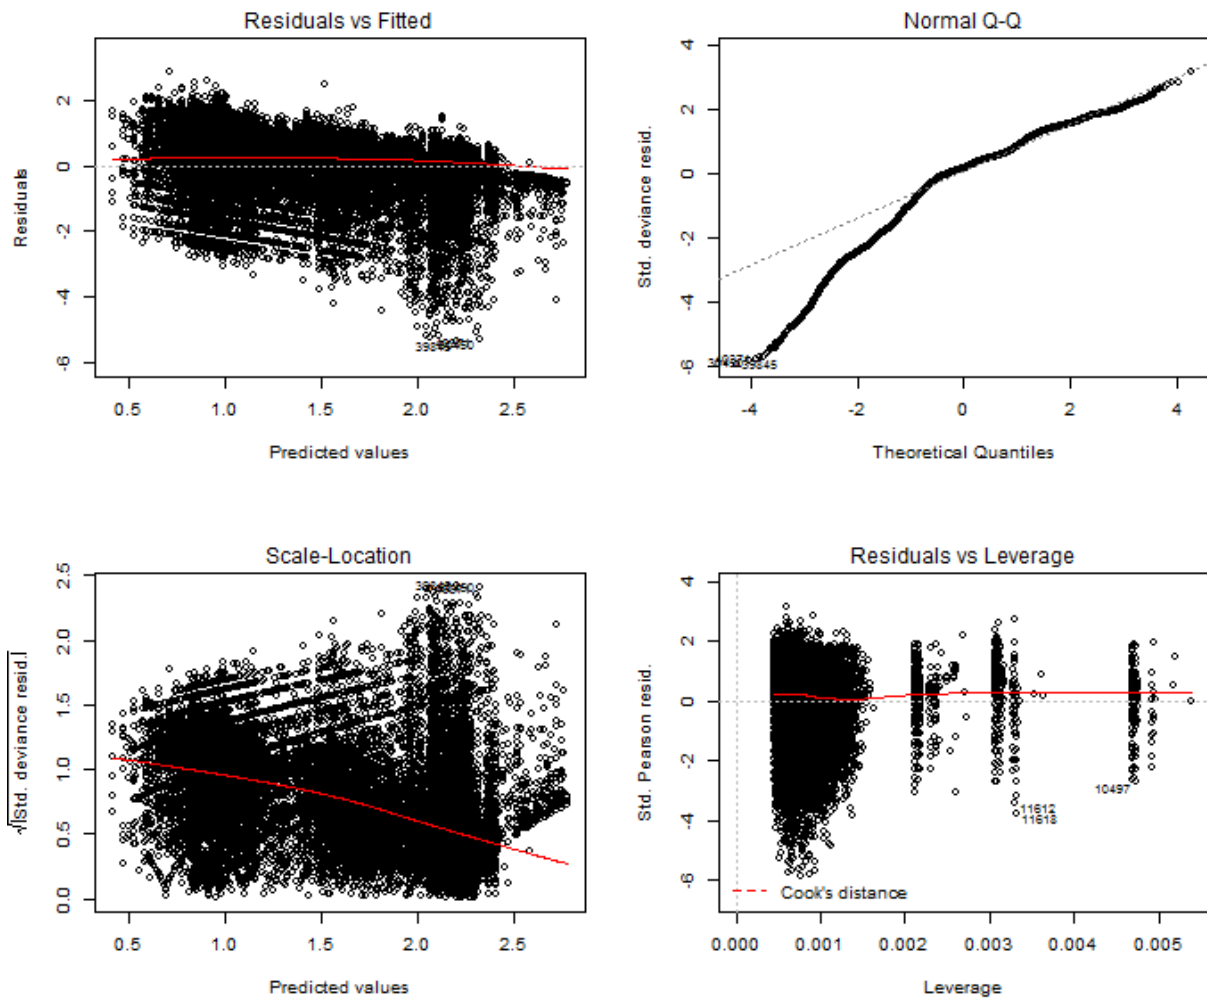 Residuals vs Fitted
Residuals
2
0
-2
-4
-6
0.5 1.0 1.5 2.0 2.5
Predicted values
Normal Q-Q
Std. deviance resid.
4
2
0
-2
-4
-6
39845
-4 -2 0 2 4
Theoretical Quantiles
Scale-Location
√|Std. deviance resid.|
2.5
2.0
1.5
1.0
0.5
0.0
0.5 1.0 1.5 2.0 2.5
Predicted values
Residuals vs Leverage
Std. Pearson resid.
4
2
0
-2
-4
-6
10497
11612
11618
Cook's distance
0.000 0.001 0.002 0.003 0.004 0.005
Leverage